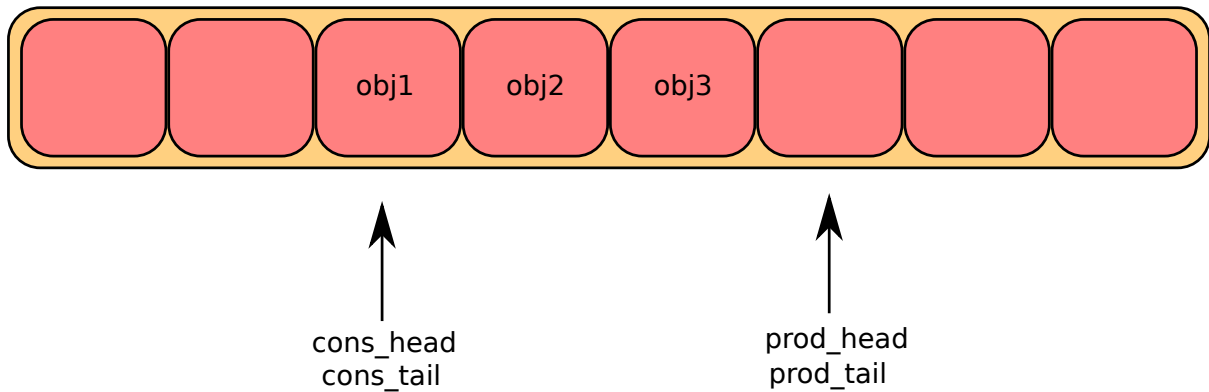 obj1 obj2 obj3
cons_head
cons_tail
prod_head
prod_tail